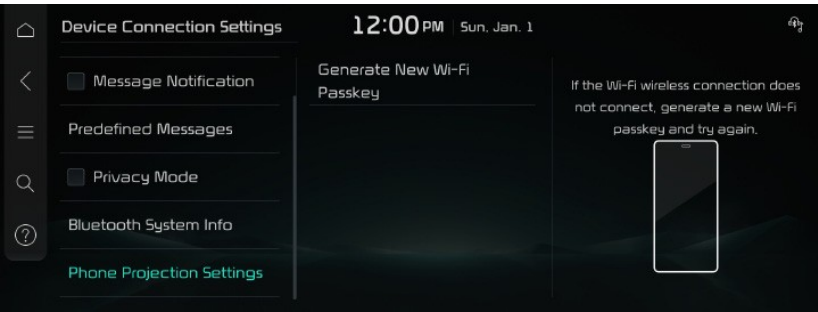 Device Connection Settings
12:00 PM Sun, Jan. 1
Message Notification
Predefined Messages
Privacy Mode
Bluetooth System Info
Phone Projection Settings
Generate New Wi-Fi
Passkey
If the Wi-Fi wireless connection does
not connect, generate a new Wi-Fi
passkey and try again.